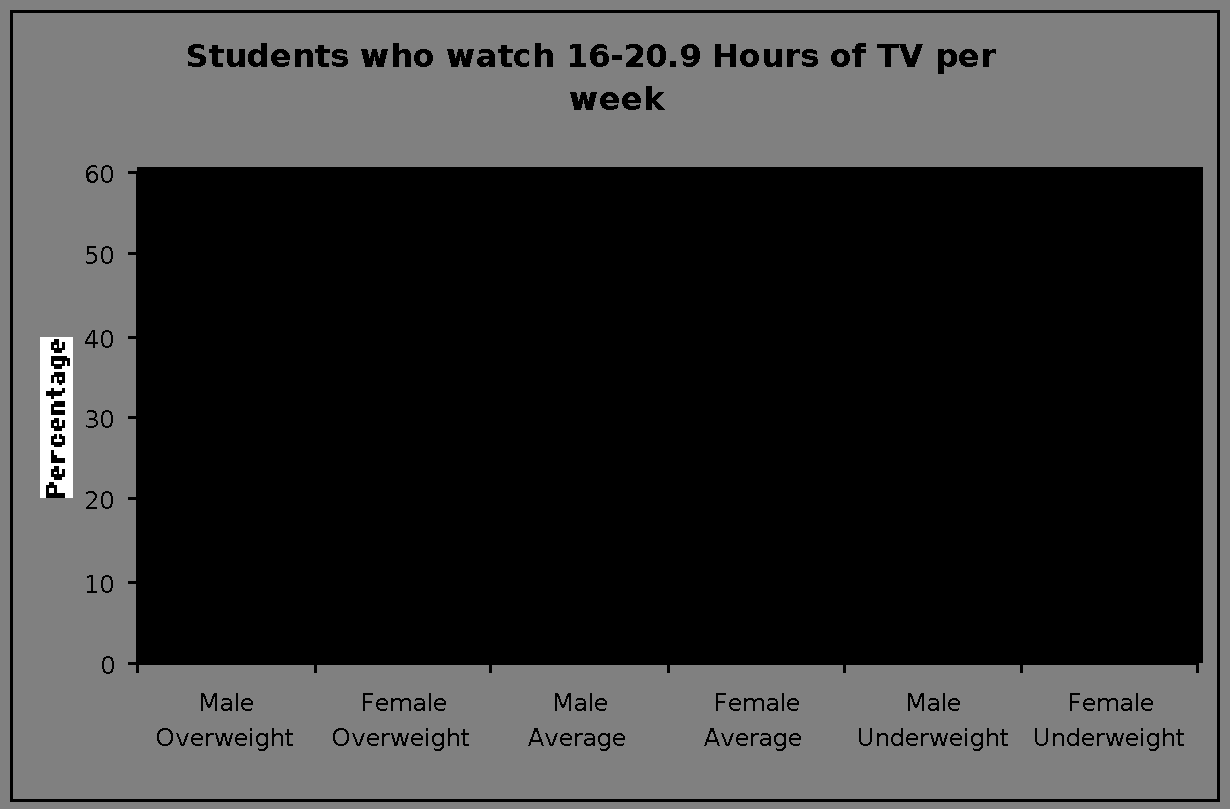 Students who watch 16-20.9 Hours of TV per
week
60
50
40
30
20
10
0
Percentage
Male Female Male Female Male Female
Overweight Overweight Average Average Underweight Underweight